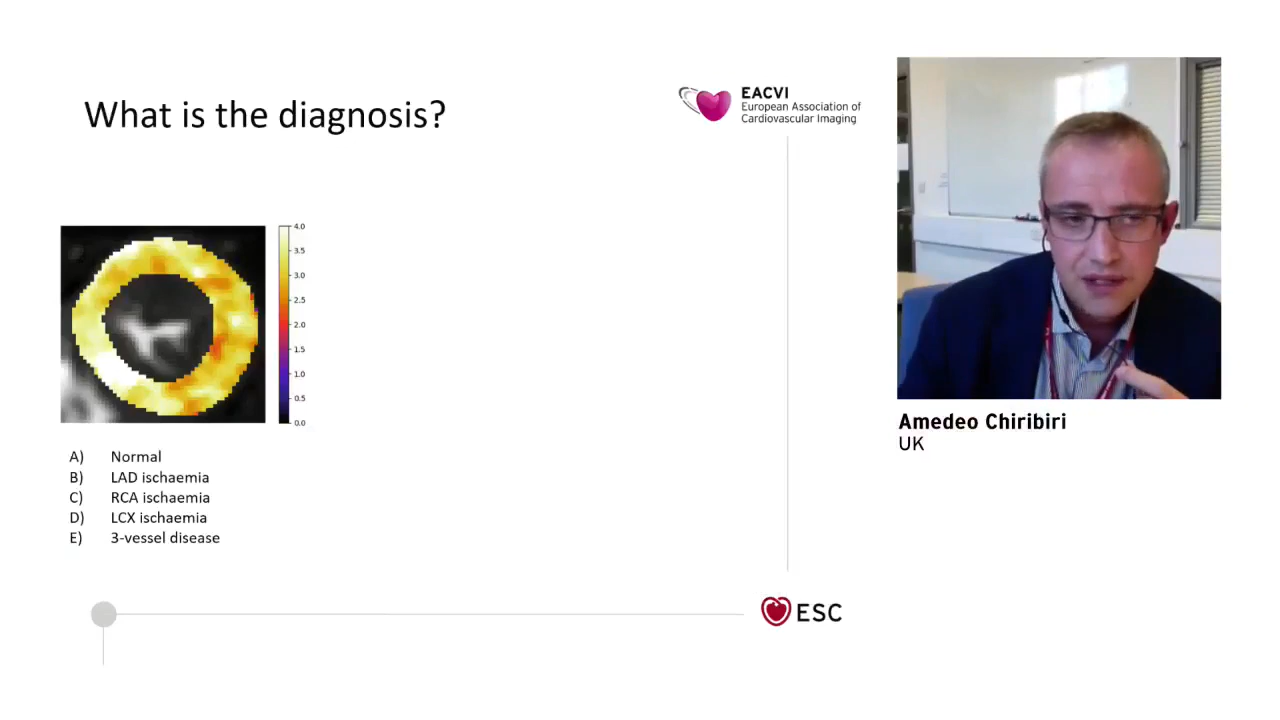 What is the diagnosis?
EACVI
European Association of
Cardiovascular Imaging
4.0
3.5
3.0
2.5
2.0
1.5
1.0
0.5
0.0
A) Normal
B) LAD ischaemia
C) RCA ischaemia
D) LCX ischaemia
E) 3-vessel disease
Amedeo Chiribiri
UK
ESC